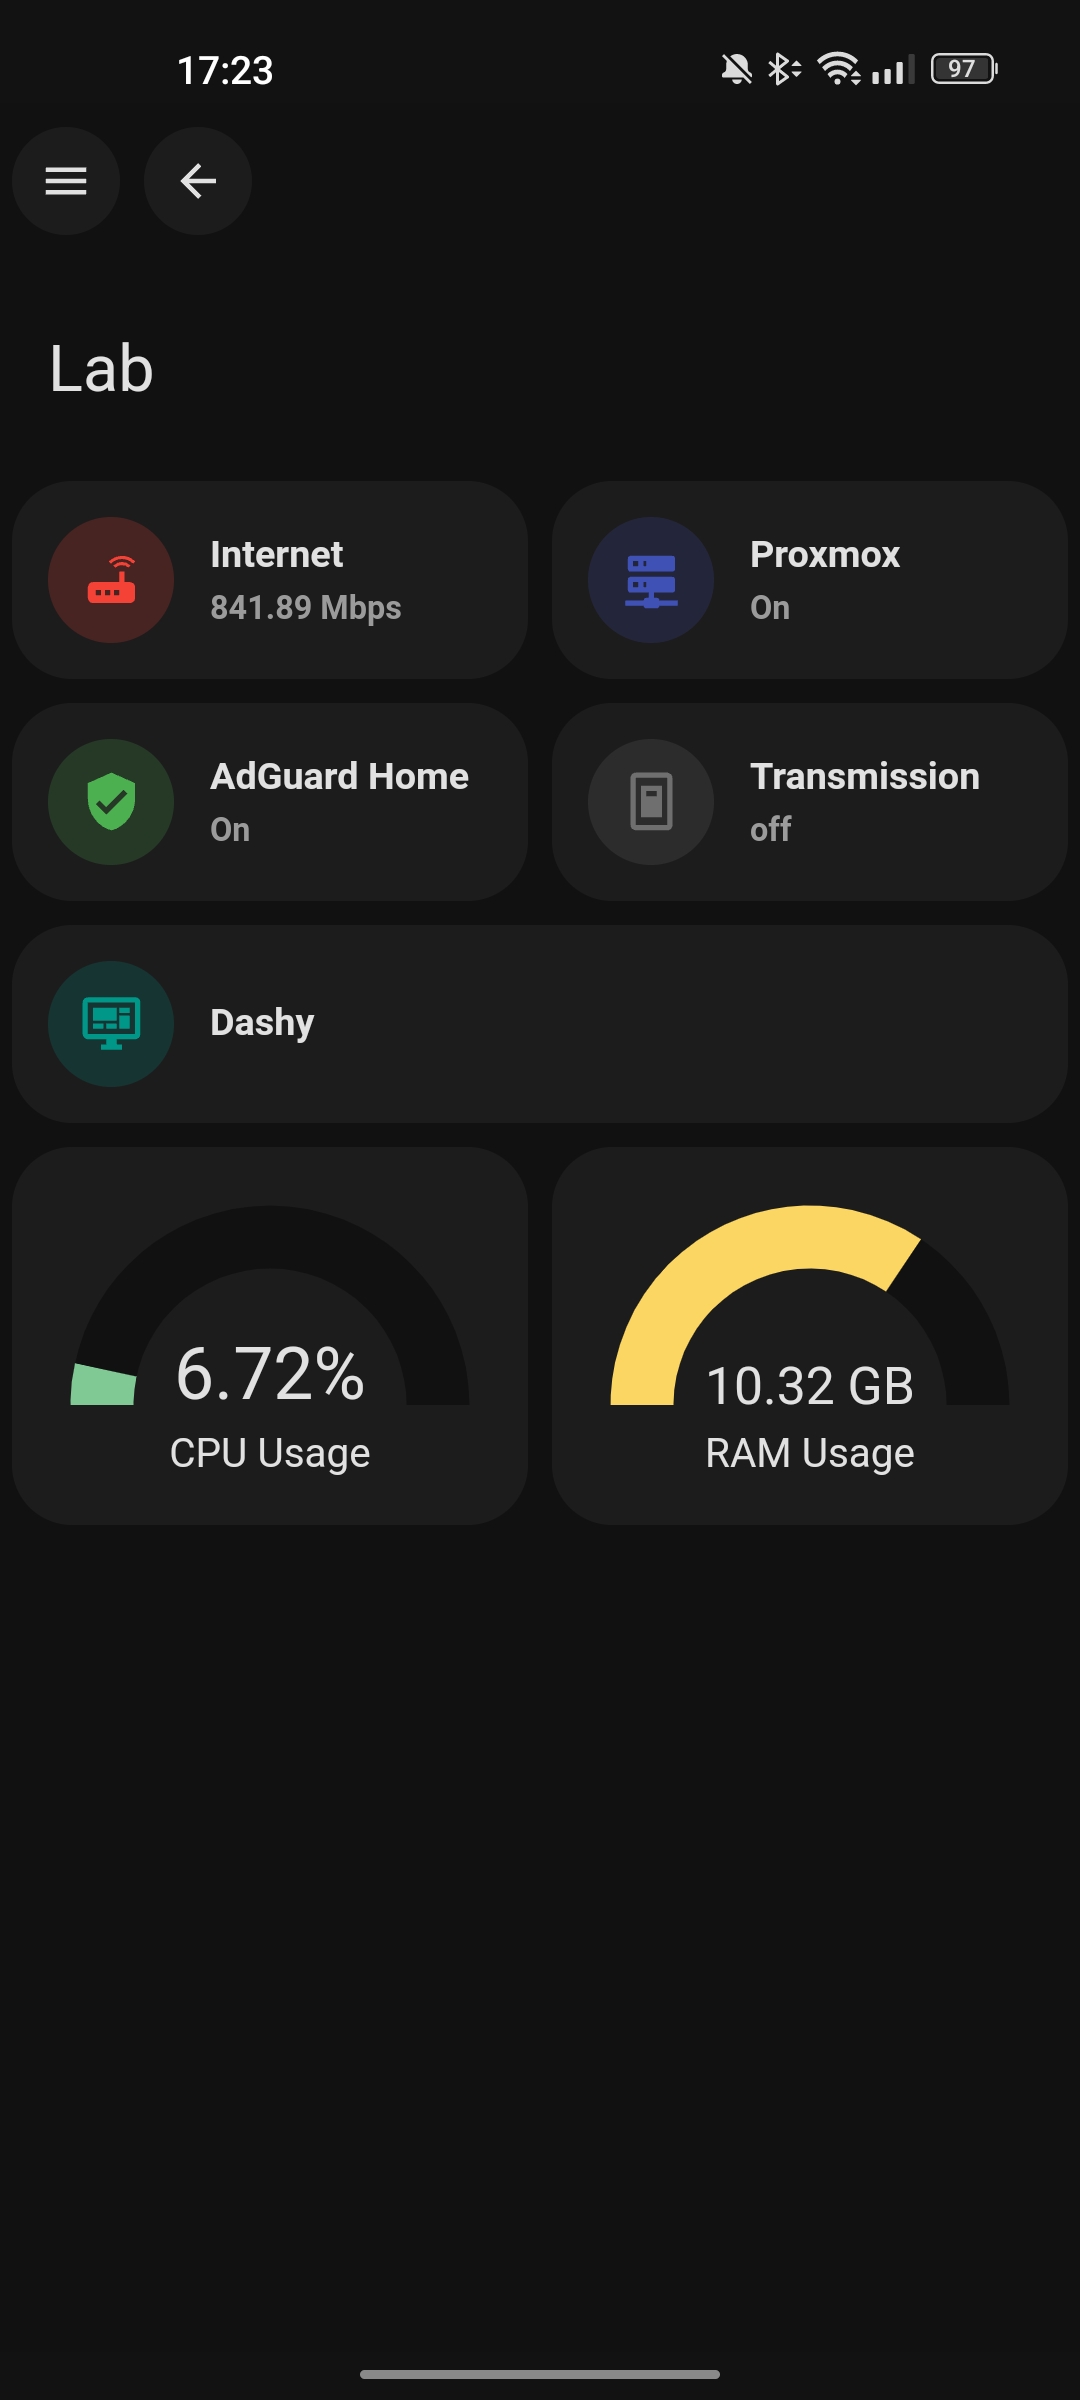 17:23
97
Lab
Internet
841.89 Mbps
Proxmox
On
AdGuard Home
On
Transmission
off
Dashy
6.72%
CPU Usage
10.32 GB
RAM Usage